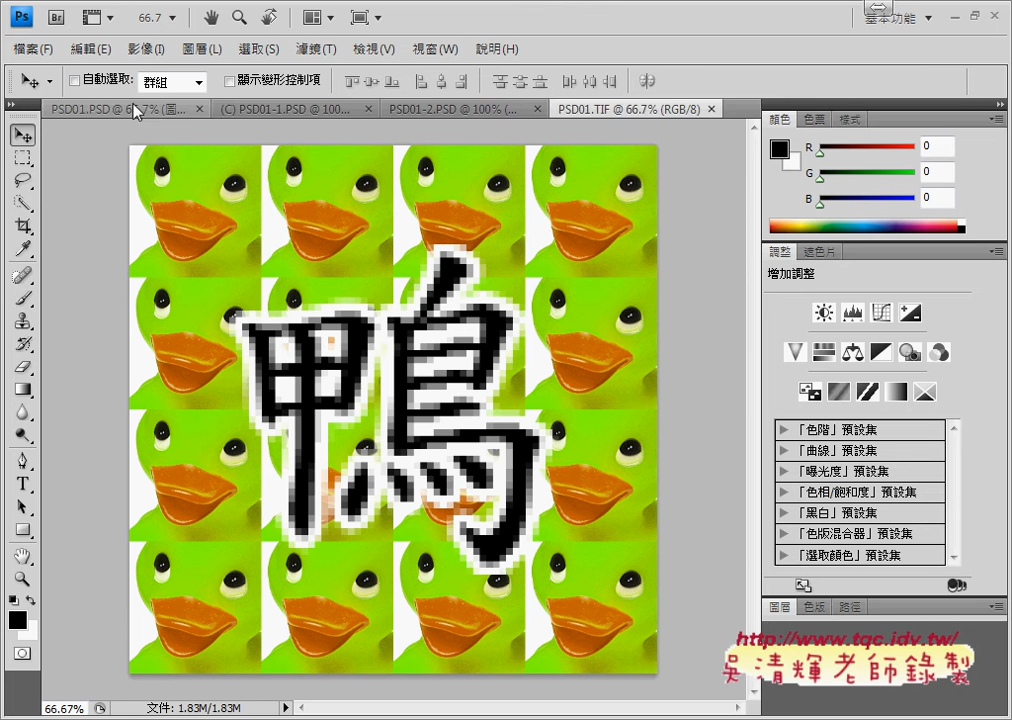 Ps Br 66.7 基本功能
檔案(F) 編輯(E) 影像(I) 圖層(L) 選取(S) 濾鏡(T) 檢視(V) 視窗(W) 說明(H)
自動選取: 群組 顯示變形控制項
PSD01.PSD @ 6 7% (圖... (C) PSD01-1.PSD @ 100... PSD01-2.PSD @ 100% (... PSD01.TIF @ 66.7% (RGB/8)
顏色 色票 樣式
R 0
G 0
B 0
調整 遮色片
增加調整
鴨
「色階」預設集
「曲線」預設集
「曝光度」預設集
「色相/飽和度」預設集
「黑白」預設集
「色版混合器」預設集
「選取顏色」預設集
圖層 色版 路徑
http://www.tqc.idv.tw/
吳清輝老師錄製
66.67% 文件: 1.83M/1.83M